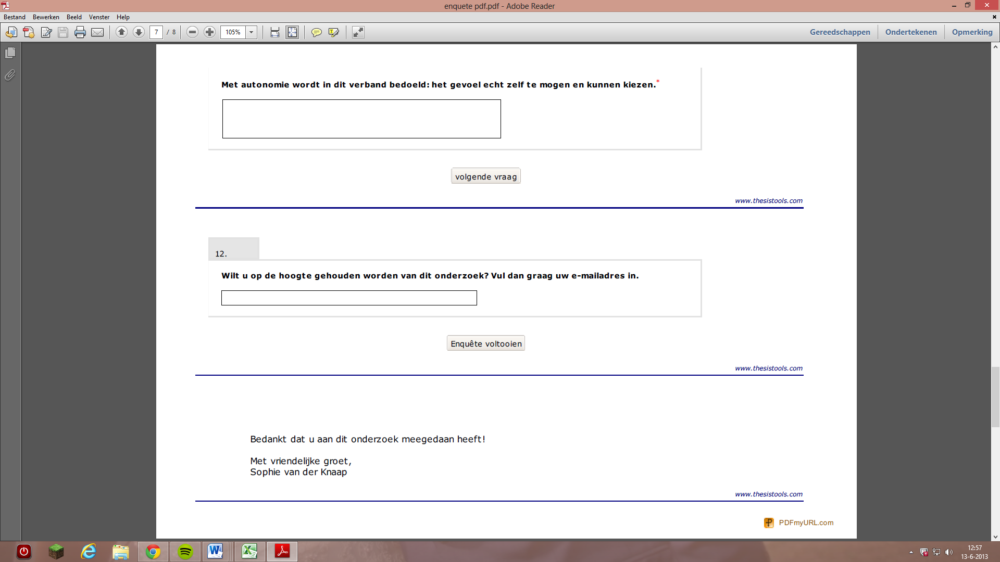 enquete pdf.pdf - Adobe Reader
Bestand Bewerken Beeld Venster Help
7 / 8 105% Gereedschappen Ondertekenen Opmerking
Met autonomie wordt in dit verband bedoeld: het gevoel echt zelf te mogen en kunnen kiezen.*
volgende vraag
www.thesistools.com
12.
Wilt u op de hoogte gehouden worden van dit onderzoek? Vul dan graag uw e-mailadres in.
Enquête voltooien
www.thesistools.com
Bedankt dat u aan dit onderzoek meegedaan heeft!
Met vriendelijke groet,
Sophie van der Knaap
www.thesistools.com
PDFmyURL.com
12:57
13-6-2013